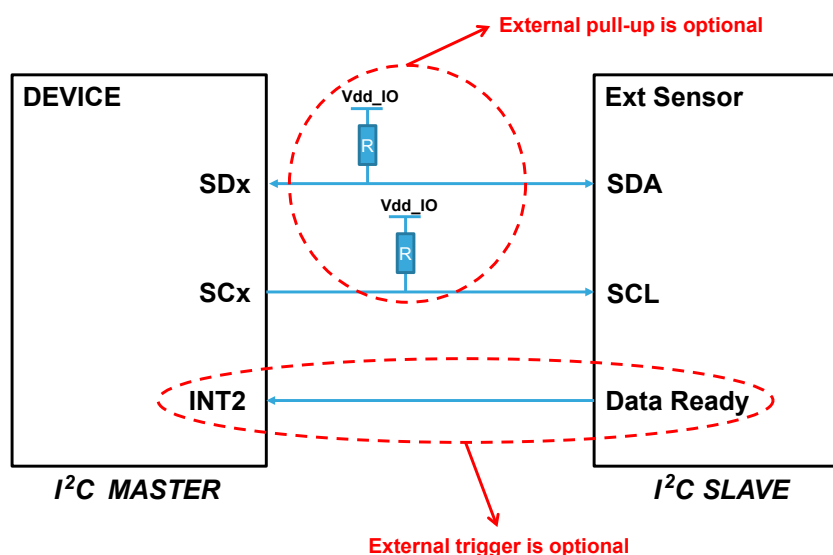 External pull-up is optional
DEVICE
Ext Sensor
Vdd_IO
R
SDx
SDA
Vdd_IO
R
SCx
SCL
INT2
Data Ready
I²C MASTER
I²C SLAVE
External trigger is optional